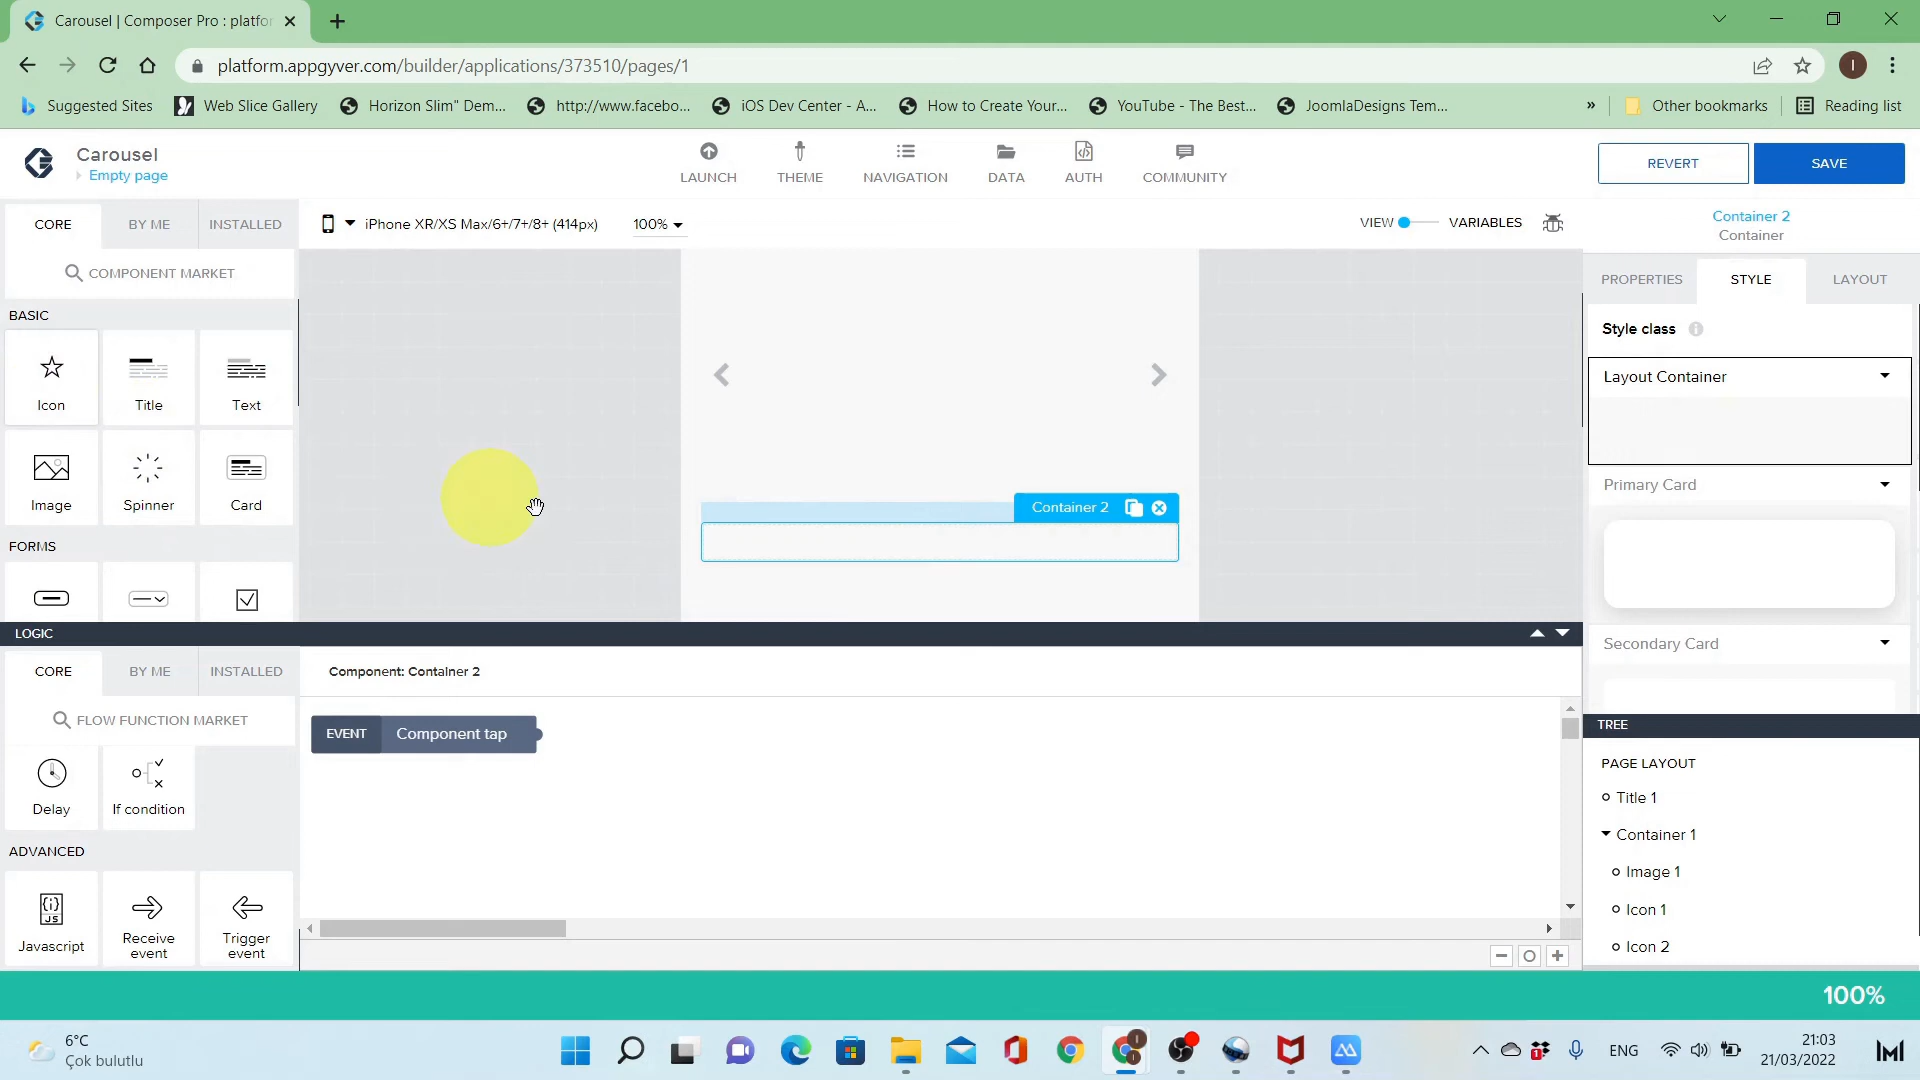 Carousel | Composer Pro : platfor
platform.appgyver.com/builder/applications/373510/pages/1
Suggested Sites
Web Slice Gallery
Horizon Slim" Dem...
http://www.facebo...
iOS Dev Center - A...
How to Create Your...
YouTube - The Best...
JoomlaDesigns Tem...
»
Other bookmarks
Reading list
Carousel
Empty page
LAUNCH
THEME
NAVIGATION
DATA
AUTH
COMMUNITY
REVERT
SAVE
CORE
BY ME
INSTALLED
iPhone XR/XS Max/6+/7+/8+ (414px)
100%
VIEW
VARIABLES
Container 2
Container
COMPONENT MARKET
PROPERTIES
STYLE
LAYOUT
BASIC
Style class
Icon
Title
Text
Layout Container
Image
Spinner
Card
Primary Card
Container 2
FORMS
LOGIC
Secondary Card
CORE
BY ME
INSTALLED
Component: Container 2
FLOW FUNCTION MARKET
EVENT
Component tap
TREE
PAGE LAYOUT
Title 1
Container 1
Image 1
Icon 1
Icon 2
Delay
If condition
ADVANCED
Javascript
Receive
event
Trigger
event
100%
6°C
Çok bulutlu
1
ENG
21:03
21/03/2022